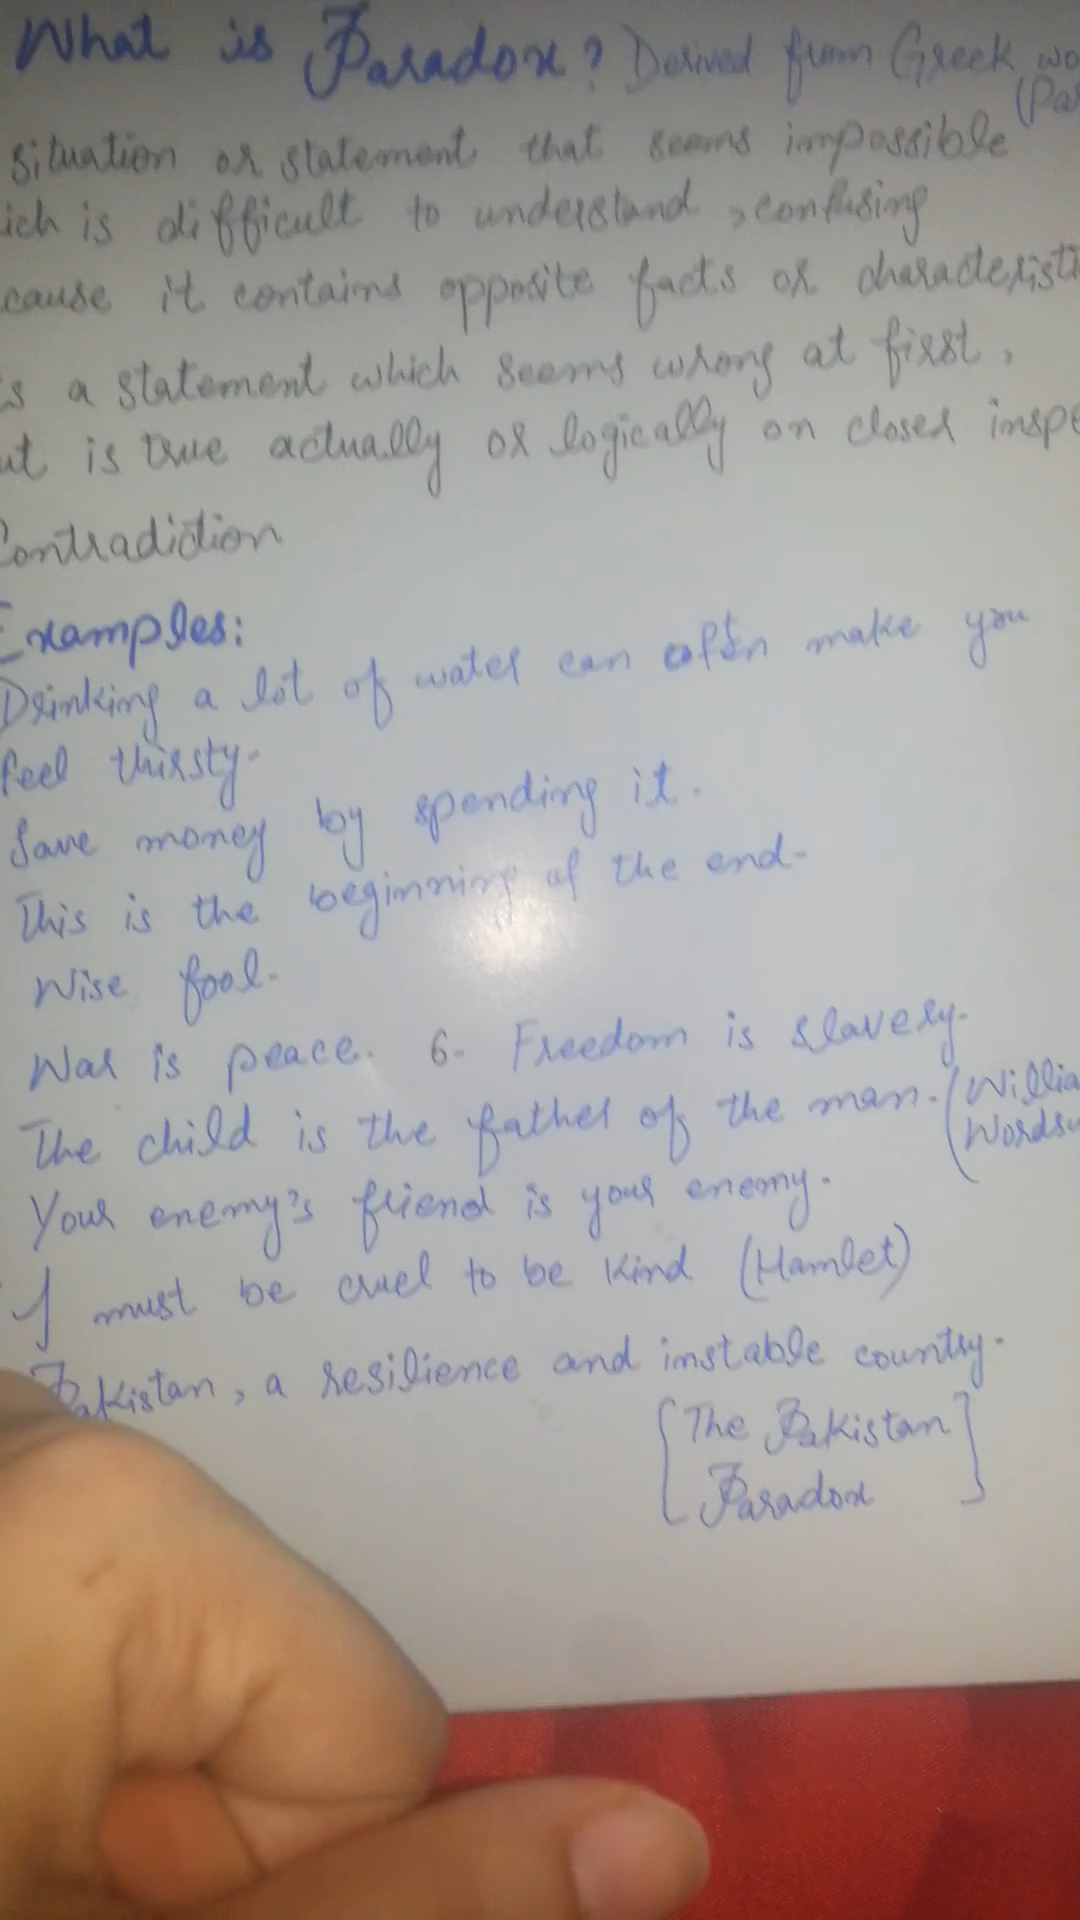 What is Paradox? Derived from Greek wo
(Pa
situation or statement that seems impossible
ich is difficult to understand, confusing
cause it contains opposite facts or characteristi
s a statement which seems wrong at first,
ut is true actually or logically on closer inspe
Contradiction
Examples:
Drinking a lot of water can often make you
feel thirsty.
Save money by spending it.
This is the beginning of the end.
Wise fool.
War is peace. 6. Freedom is slavery.
The child is the father of the man. (Willia
Wordsw
Your enemy's friend is your enemy.
I must be cruel to be kind (Hamlet)
Pakistan, a resilience and instable country.
[The Pakistan
Paradox]